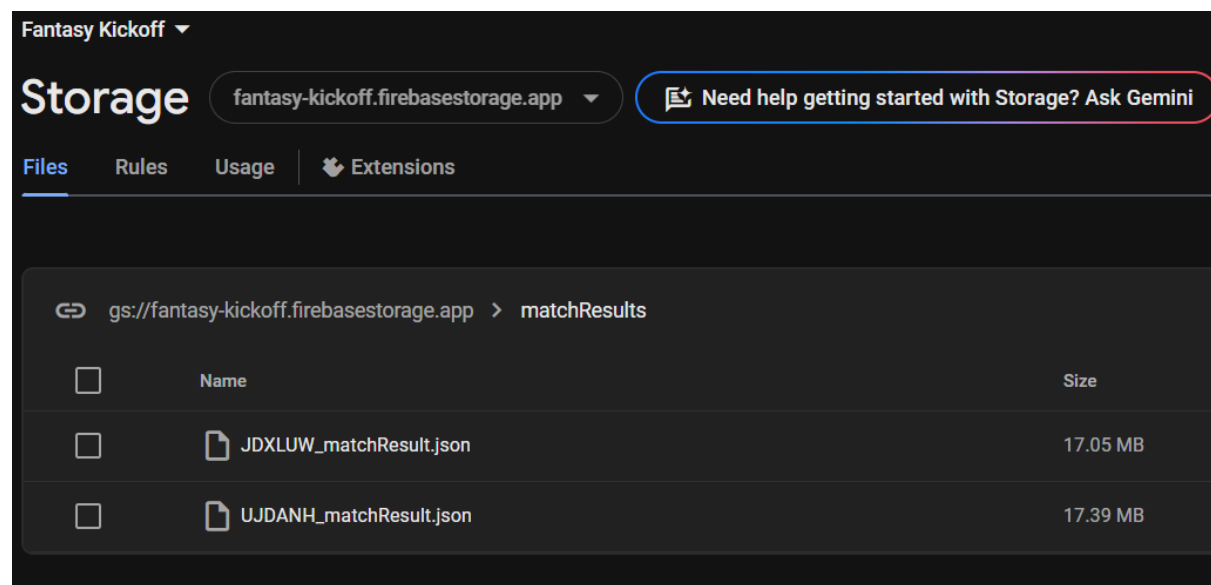 Fantasy Kickoff
Storage fantasy-kickoff.firebasestorage.app Need help getting started with Storage? Ask Gemini
Files Rules Usage Extensions
gs://fantasy-kickoff.firebasestorage.app > matchResults
Name Size
JDXLUW_matchResult.json 17.05 MB
UJDANH_matchResult.json 17.39 MB